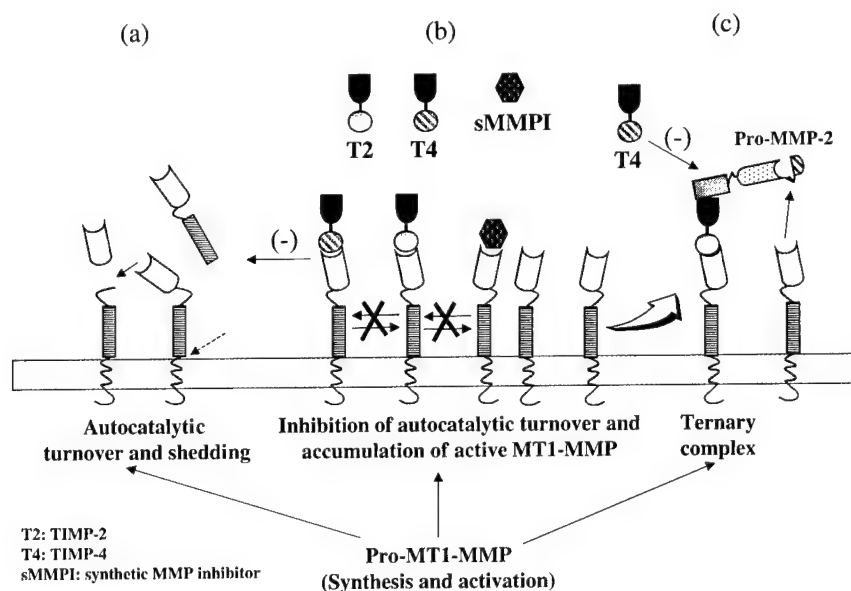 (a)
(b)
(c)
T2
T4
sMMPI
T4
(-)
Pro-MMP-2
(-)
Autocatalytic
turnover and shedding
Inhibition of autocatalytic turnover and
accumulation of active MT1-MMP
Ternary
complex
T2: TIMP-2
T4: TIMP-4
sMMPI: synthetic MMP inhibitor
Pro-MT1-MMP
(Synthesis and activation)